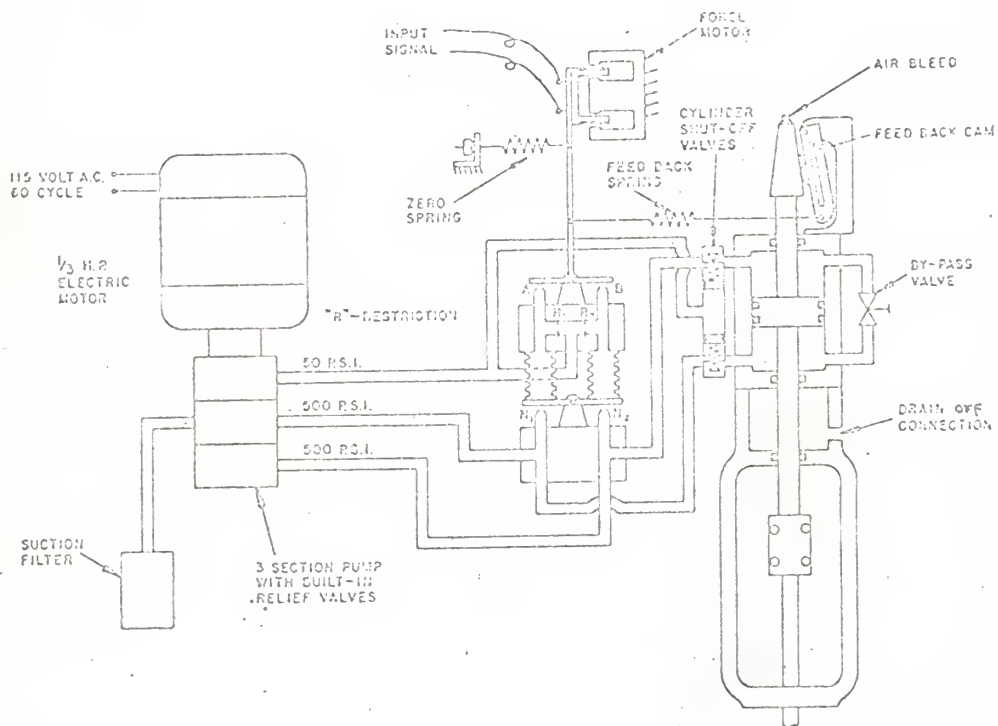 INPUT
SIGNAL
FORCE
MOTOR
AIR BLEED
CYLINDER
SHUT-OFF
VALVES
FEED BACK CAM
115 VOLT A.C.
60 CYCLE
ZERO
SPRING
FEED BACK
SPRING
1/3 H.P.
ELECTRIC
MOTOR
"R"-RESTRICTION
A
B
R
R
BY-PASS
VALVE
50 P.S.I.
500 P.S.I.
N1
N2
500 P.S.I.
DRAIN OFF
CONNECTION
SUCTION
FILTER
3 SECTION PUMP
WITH BUILT-IN
RELIEF VALVES